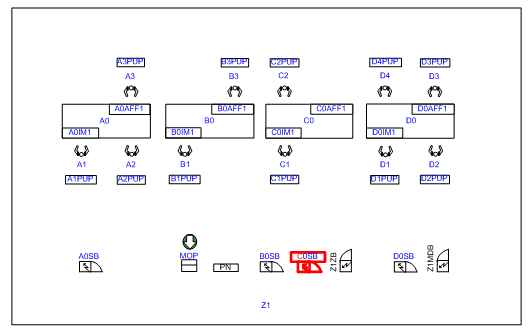 A3PUP B3PUP C2PUP D4PUP D3PUP
A3 B3 C2 D4 D3
A0AFF1 B0AFF1 C0AFF1 D0AFF1
A0 B0 C0 D0
A0IM1 B0IM1 C0IM1 D0IM1
A1 A2 B1 C1 D1 D2
A1PUP A2PUP B1PUP C1PUP D1PUP D2PUP
A0SB MOP B0SB C0SB Z1ZB D0SB Z1MDB
PN
Z1